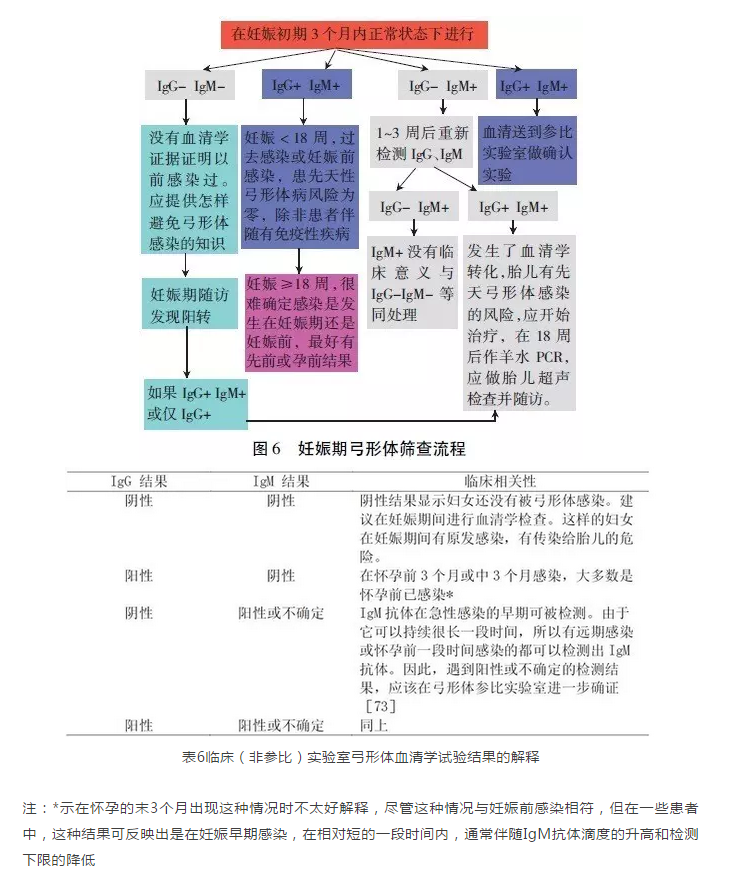 在妊娠初期3个月内正常状态下进行
IgG− IgM−
IgG+ IgM+
IgG− IgM+
IgG+ IgM+
没有血清学
证据证明以
前感染过。
应提供怎样
避免弓形体
感染的知识
妊娠期随访
发现阳转
如果 IgG+ IgM+
或仅 IgG+
妊娠<18周,过
去感染或妊娠前
感染，患先天性
弓形体病风险为
零，除非患者伴
随有免疫性疾病
妊娠≥18周,很
难确定感染是发
生在妊娠期还是
妊娠前，最好有
先前或孕前结果
1~3 周后重新
检测 IgG、IgM
IgG− IgM+
IgM+没有临
床意义与
IgG−IgM− 等
同处理
IgG+ IgM+
发生了血清学
转化,胎儿有先
天弓形体感染
的风险,应开始
治疗，在 18 周
后作羊水 PCR,
应做胎儿超声
检查并随访。
血清送到参比
实验室做确认
实验
图 6 妊娠期弓形体筛查流程
IgG 结果 IgM 结果 临床相关性
阴性 阴性 阴性结果显示妇女还没有被弓形体感染。建
议在妊娠期间进行血清学检查。这样的妇女
在妊娠期间有原发感染，有传染给胎儿的危
险。
阳性 阴性 在怀孕前 3 个月或中 3 个月感染，大多数是
怀孕前已感染*
阴性 阳性或不确定 IgM 抗体在急性感染的早期可被检测。由于
它可以持续很长一段时间，所以有远期感染
或怀孕前一段时间感染的都可以检测出 IgM
抗体。因此，遇到阳性或不确定的检测结
果，应该在弓形体参比实验室进一步确证
［73］
阳性 阳性或不确定 同上
表6临床（非参比）实验室弓形体血清学试验结果的解释
注：*示在怀孕的末3个月出现这种情况时不太好解释，尽管这种情况与妊娠前感染相符，但在一些患者
中，这种结果可反映出是在妊娠早期感染，在相对短的一段时间内，通常伴随IgM抗体滴度的升高和检测
下限的降低